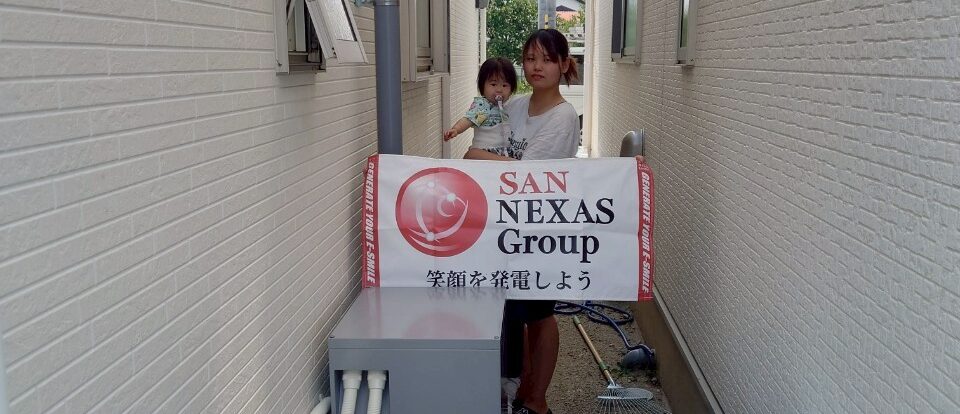 GENERATE YOUR E-SMILE
SAN
NEXAS
Group
笑顔を発電しよう
GENERATE YOUR E-SMILE